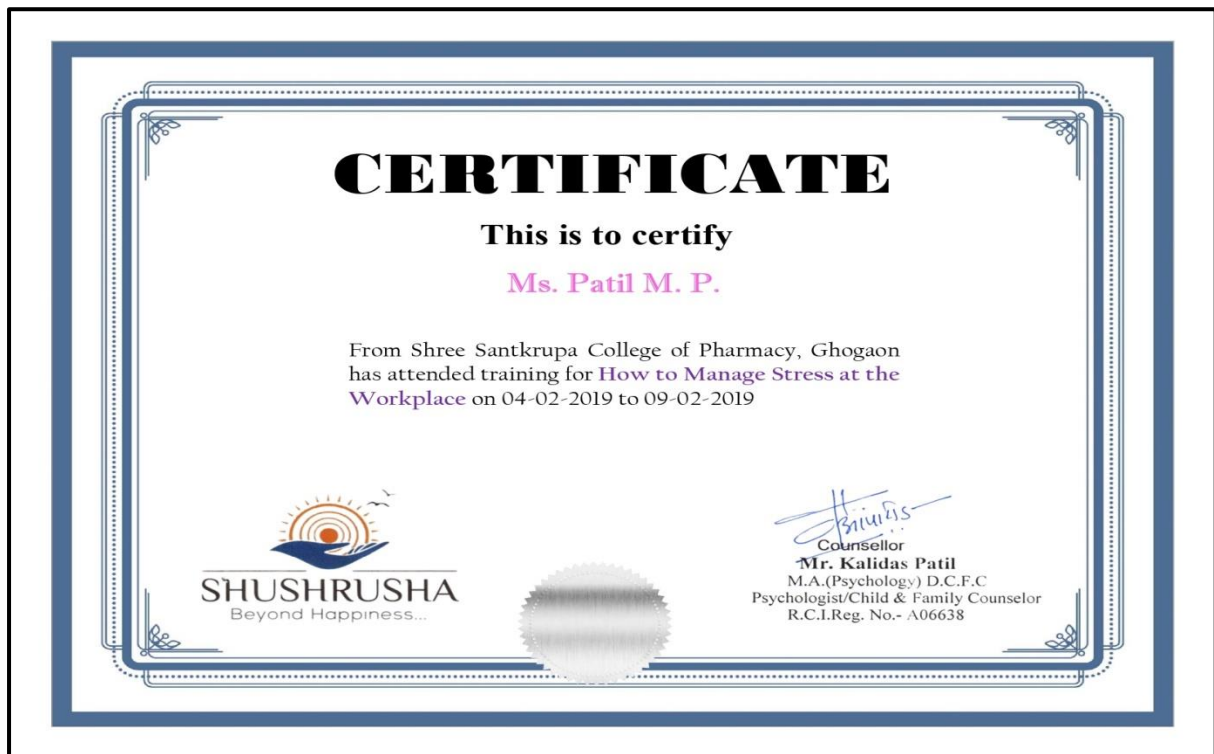 CERTIFICATE
This is to certify
Ms. Patil M. P.
From Shree Santkrupa College of Pharmacy, Ghogaon
has attended training for How to Manage Stress at the
Workplace on 04-02-2019 to 09-02-2019
SHUSHRUSHA
Beyond Happiness...
Counsellor
Mr. Kalidas Patil
M.A.(Psychology) D.C.F.C
Psychologist/Child & Family Counselor
R.C.I.Reg. No.- A06638